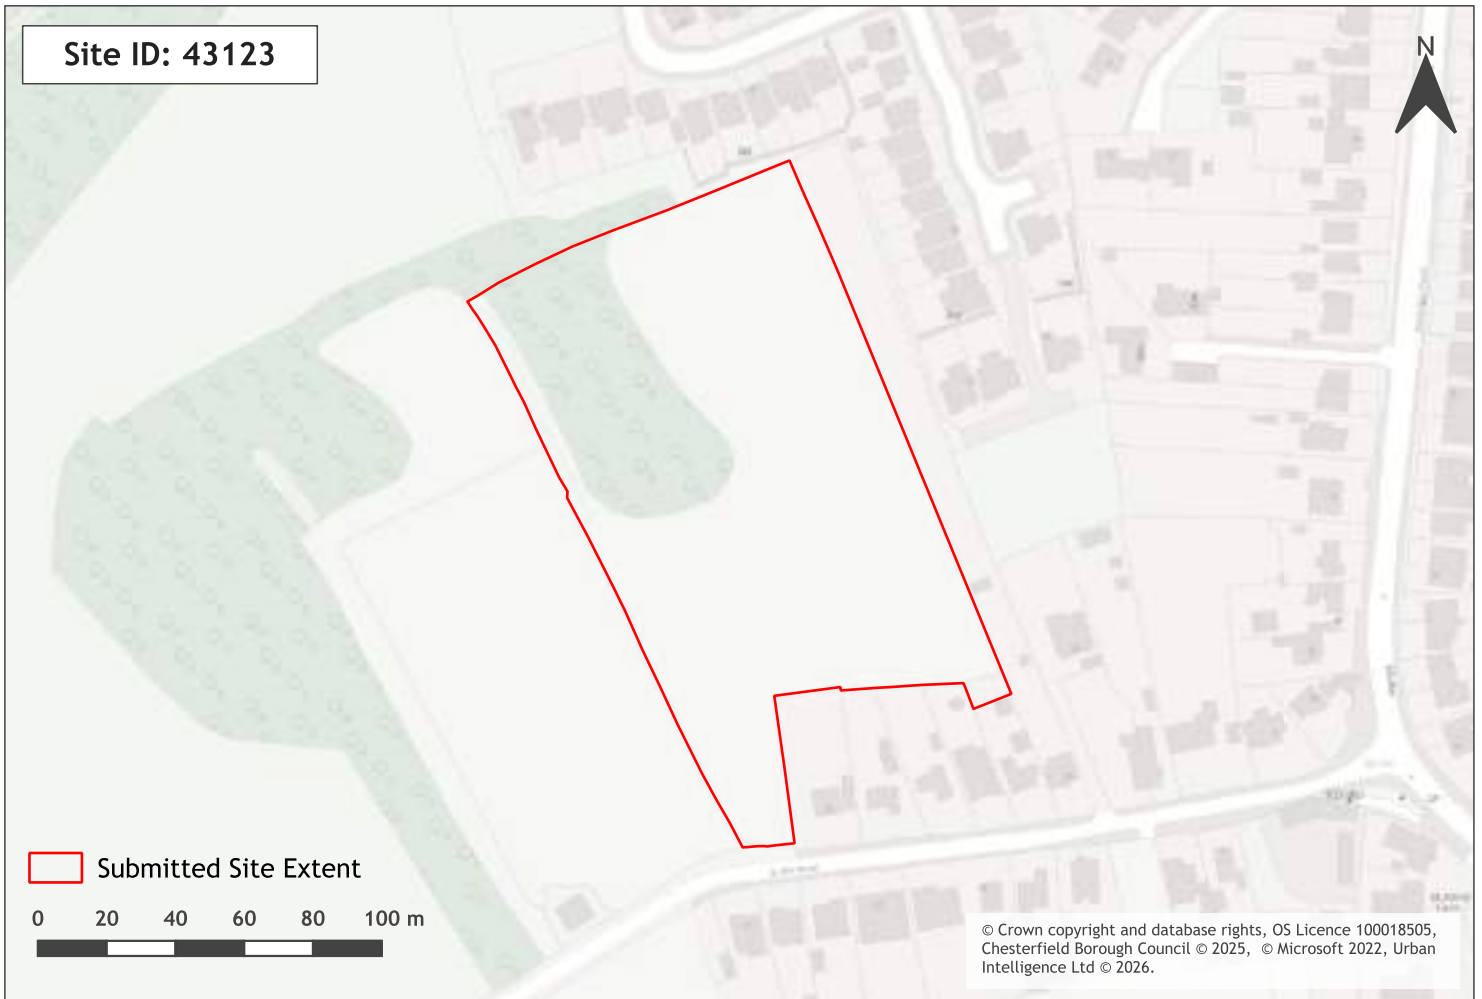 Site ID: 43123
N
Submitted Site Extent
0 20 40 60 80 100 m
© Crown copyright and database rights, OS Licence 100018505,
Chesterfield Borough Council © 2025, © Microsoft 2022, Urban
Intelligence Ltd © 2026.